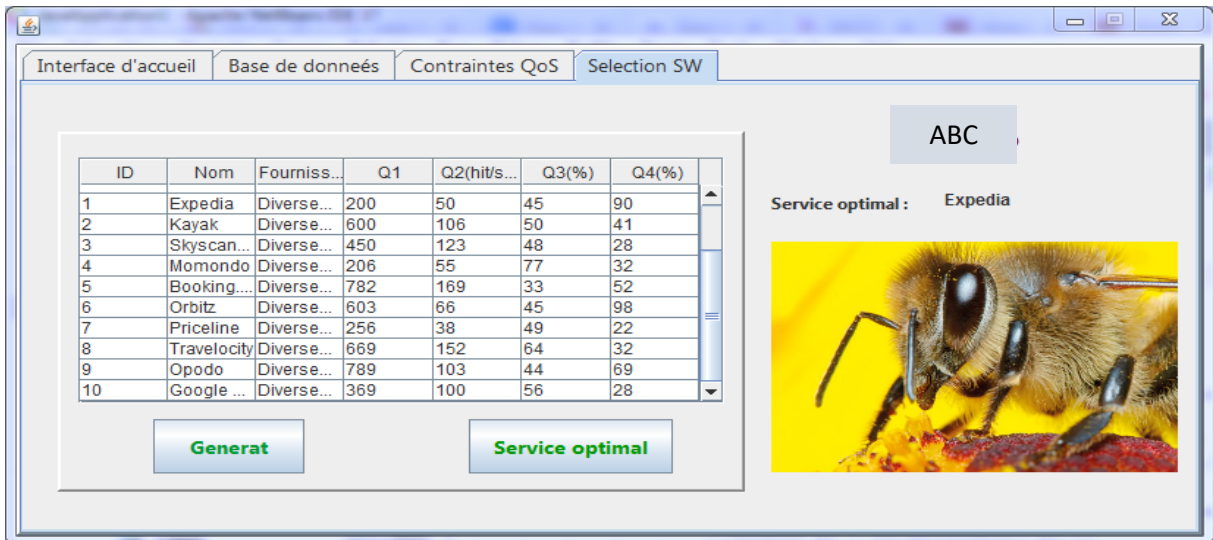 Interface d'accueil Base de donneés Contraintes QoS Selection SW
ABC
ID Nom Fourniss... Q1 Q2(hit/s... Q3(%) Q4(%)
1 Expedia Diverse... 200 50 45 90
2 Kayak Diverse... 600 106 50 41
3 Skyscan... Diverse... 450 123 48 28
4 Momondo Diverse... 206 55 77 32
5 Booking.... Diverse... 782 169 33 52
6 Orbitz Diverse... 603 66 45 98
7 Priceline Diverse... 256 38 49 22
8 Travelocity Diverse... 669 152 64 32
9 Opodo Diverse... 789 103 44 69
10 Google ... Diverse... 369 100 56 28
Generat Service optimal
Service optimal : Expedia